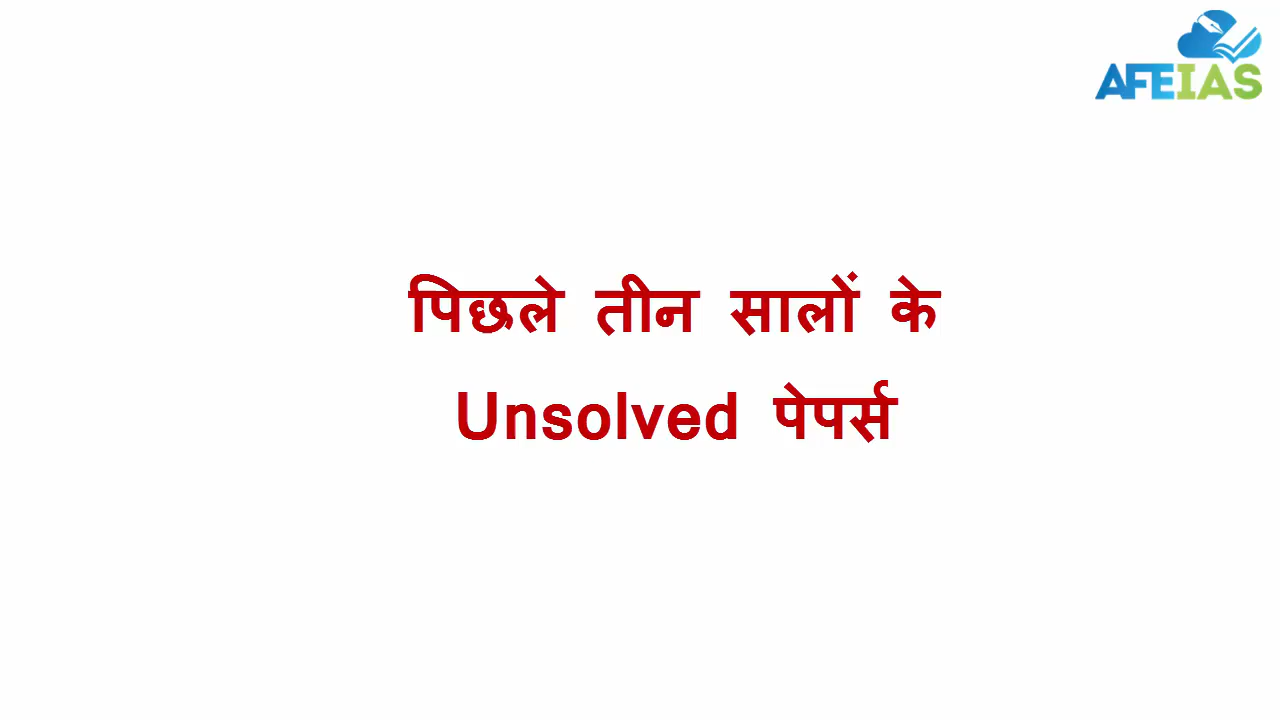 AFEIAS
पिछले तीन सालों के
Unsolved पेपर्स